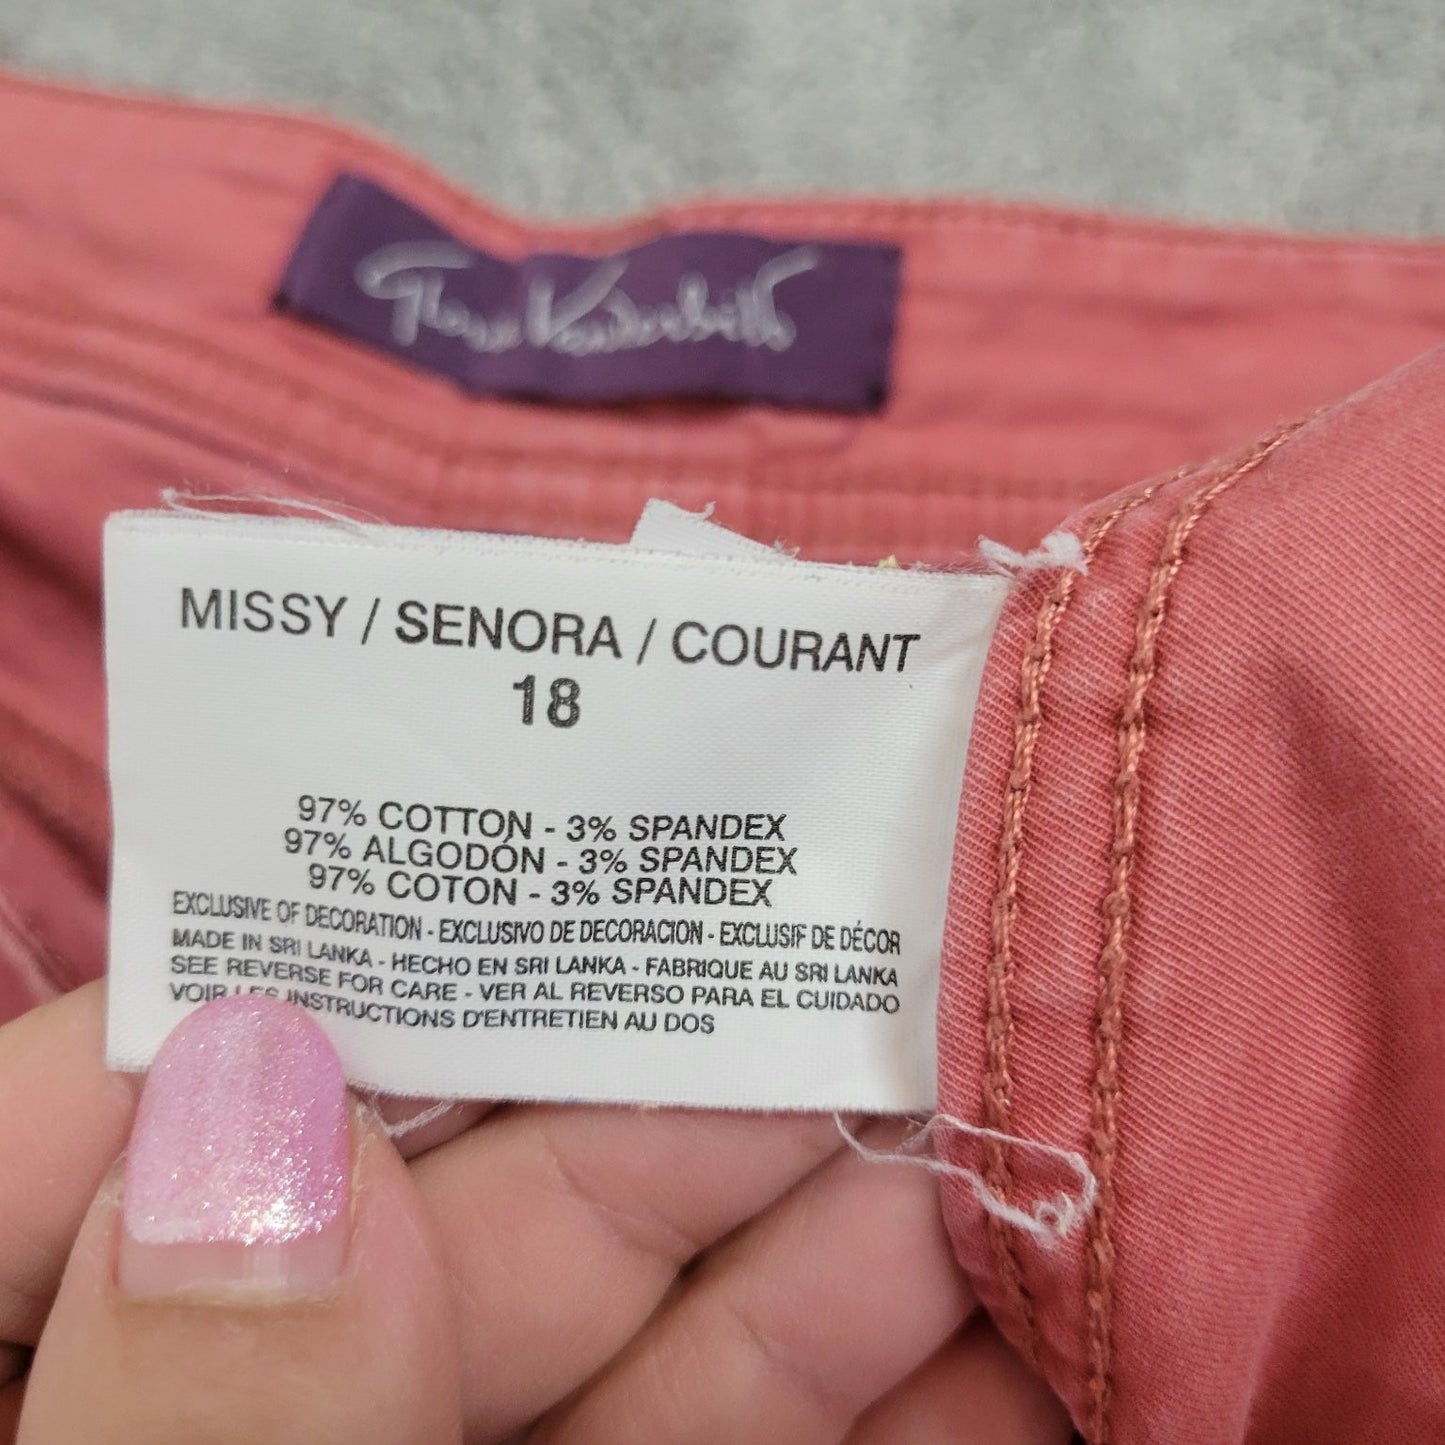 Gloria Vanderbilt
MISSY / SENORA / COURANT
18
97% COTTON - 3% SPANDEX
97% ALGODÓN - 3% SPANDEX
97% COTON - 3% SPANDEX
EXCLUSIVE OF DECORATION - EXCLUSIVO DE DECORACION - EXCLUSIF DE DÉCOR
MADE IN SRI LANKA - HECHO EN SRI LANKA - FABRIQUE AU SRI LANKA
SEE REVERSE FOR CARE - VER AL REVERSO PARA EL CUIDADO
VOIR LES INSTRUCTIONS D'ENTRETIEN AU DOS